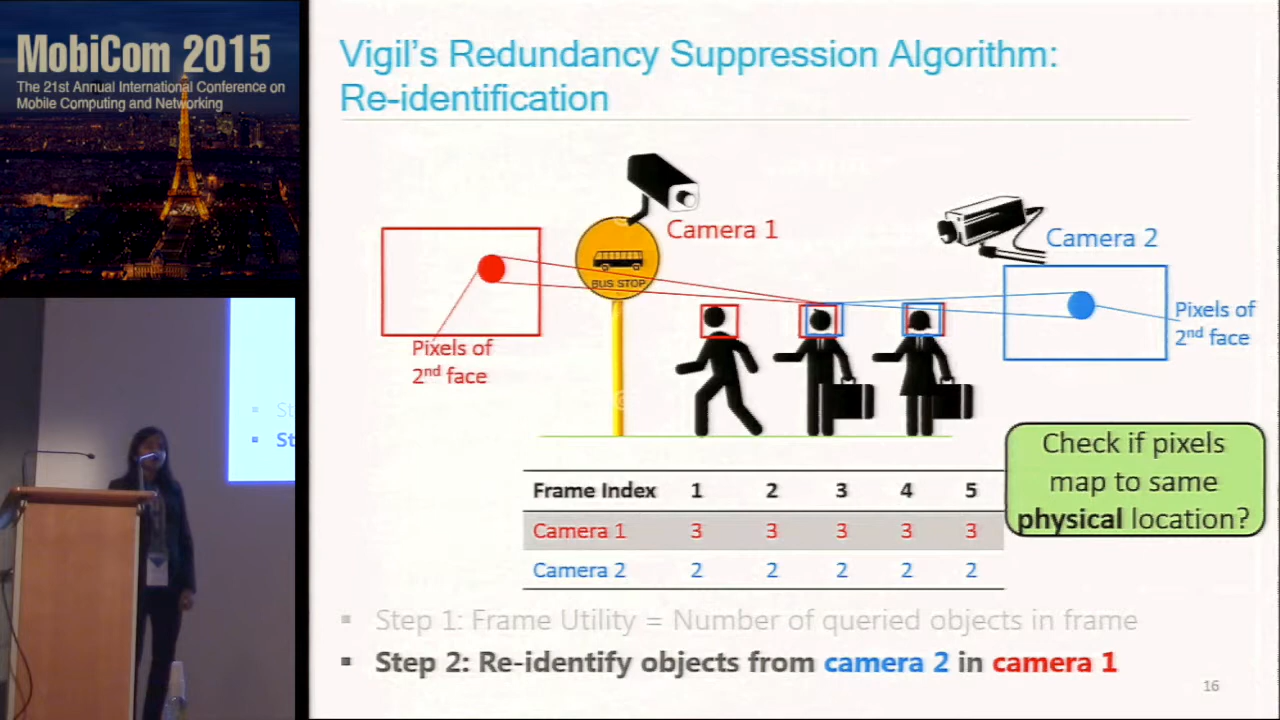 MobiCom 2015
The 21st Annual International Conference on
Mobile Computing and Networking
Vigil's Redundancy Suppression Algorithm:
Re-identification
Camera 1
Camera 2
BUS STOP
Pixels of
2nd face
Pixels of
2nd face
Check if pixels
map to same
physical location?
Frame Index 1 2 3 4 5
Camera 1 3 3 3 3 3
Camera 2 2 2 2 2 2
Step 1: Frame Utility = Number of queried objects in frame
Step 2: Re-identify objects from camera 2 in camera 1
16
St
St